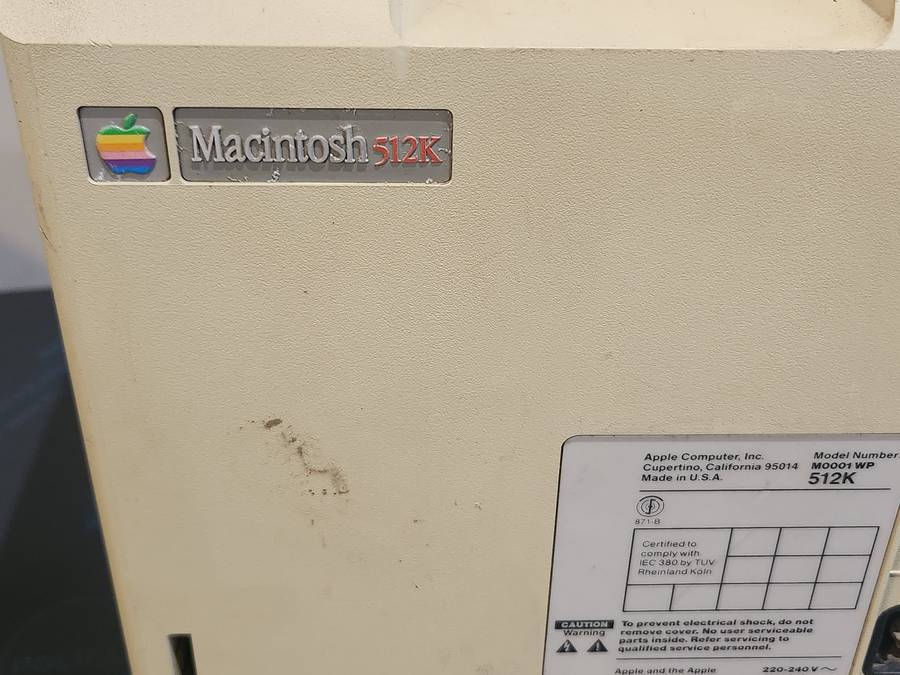 Macintosh 512K
Apple Computer, Inc.
Cupertino, California 95014
Made in U.S.A.
Model Number:
M0001 WP
512K
871-B
Certified to
comply with
IEC 380 by TUV
Rheinland Köln
CAUTION
Warning
To prevent electrical shock, do not
remove cover. No user serviceable
parts inside. Refer servicing to
qualified service personnel.
Apple and the Apple
220-240 V ~